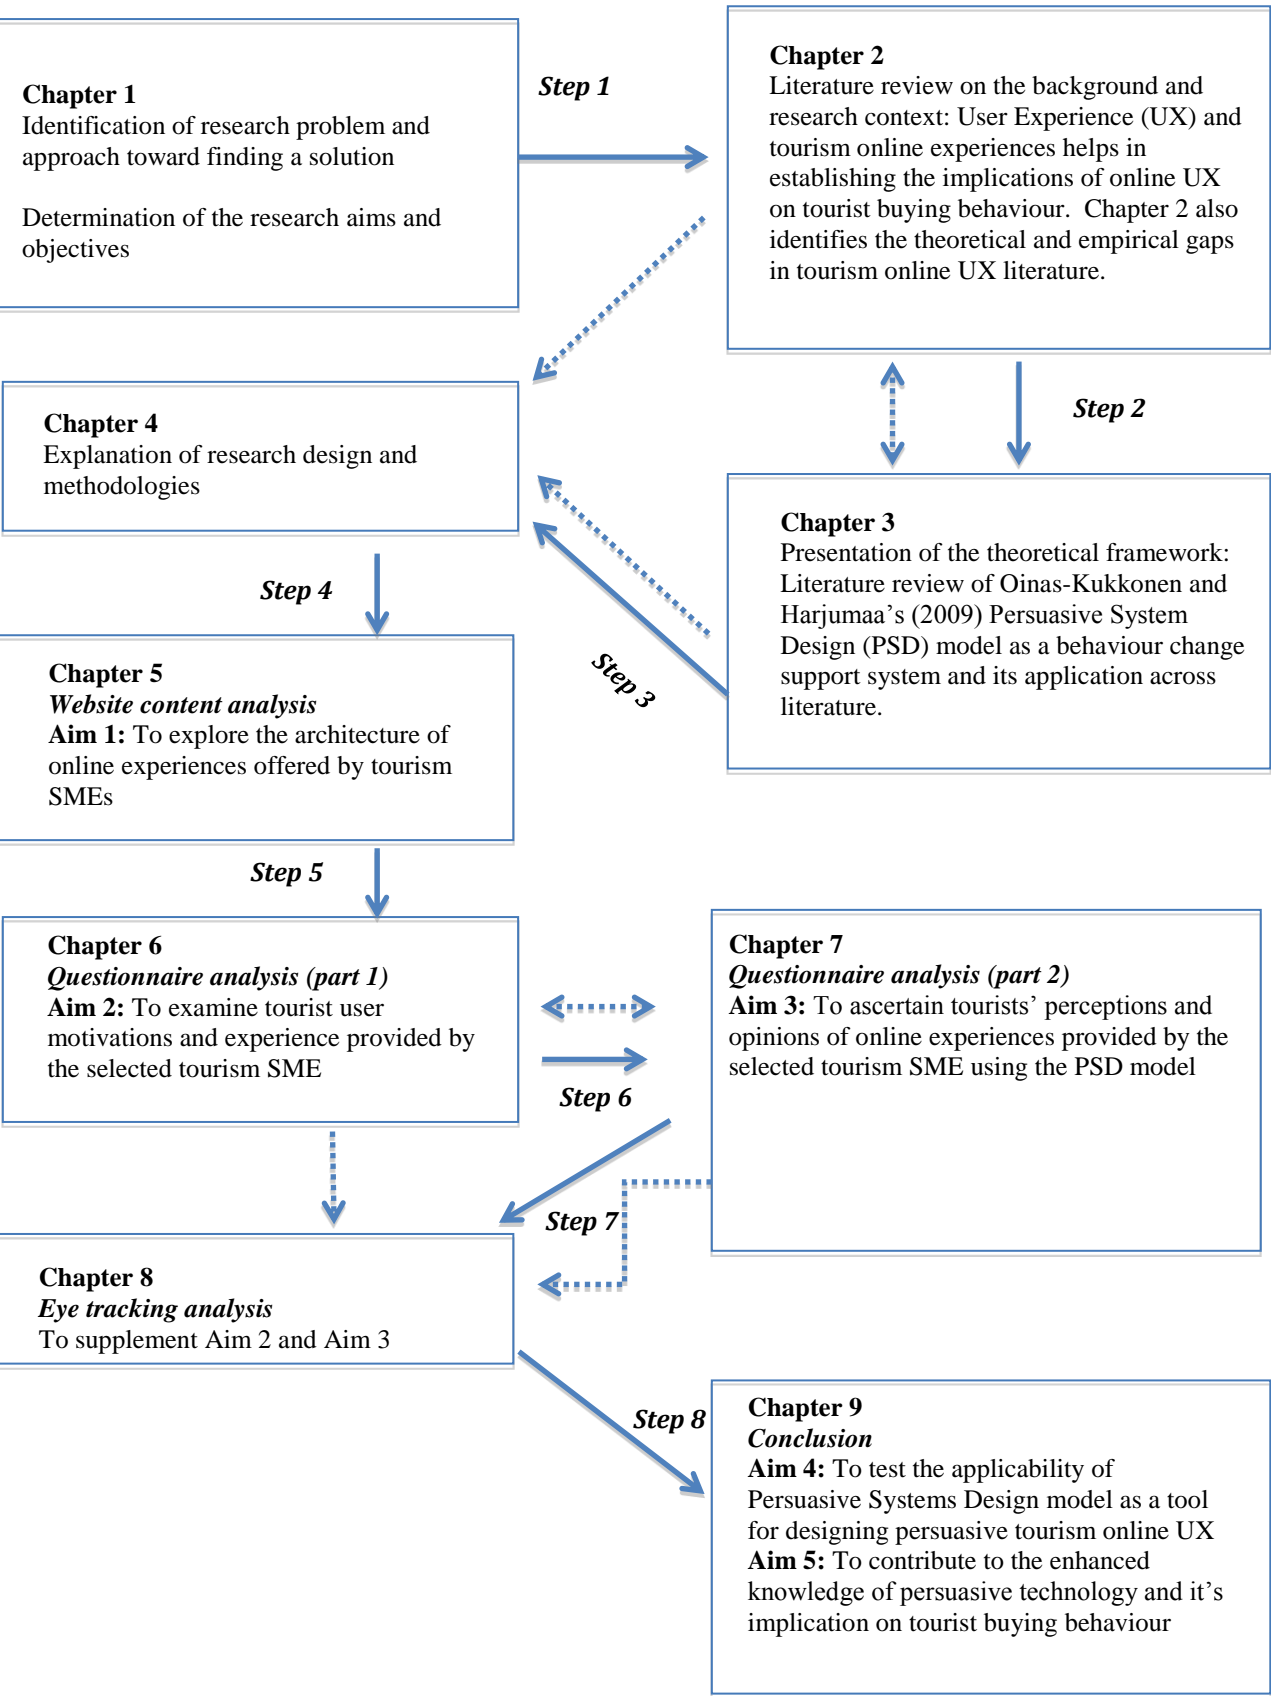 Chapter 1
Identification of research problem and
approach toward finding a solution
Determination of the research aims and
objectives
Step 1
Chapter 2
Literature review on the background and
research context: User Experience (UX) and
tourism online experiences helps in
establishing the implications of online UX
on tourist buying behaviour.  Chapter 2 also
identifies the theoretical and empirical gaps
in tourism online UX literature.
Step 2
Chapter 3
Presentation of the theoretical framework:
Literature review of Oinas-Kukkonen and
Harjumaa’s (2009) Persuasive System
Design (PSD) model as a behaviour change
support system and its application across
literature.
Step 3
Chapter 4
Explanation of research design and
methodologies
Step 4
Chapter 5
Website content analysis
Aim 1: To explore the architecture of
online experiences offered by tourism
SMEs
Step 5
Chapter 6
Questionnaire analysis (part 1)
Aim 2: To examine tourist user
motivations and experience provided by
the selected tourism SME
Step 6
Chapter 7
Questionnaire analysis (part 2)
Aim 3: To ascertain tourists’ perceptions and
opinions of online experiences provided by the
selected tourism SME using the PSD model
Step 7
Chapter 8
Eye tracking analysis
To supplement Aim 2 and Aim 3
Step 8
Chapter 9
Conclusion
Aim 4: To test the applicability of
Persuasive Systems Design model as a tool
for designing persuasive tourism online UX
Aim 5: To contribute to the enhanced
knowledge of persuasive technology and it’s
implication on tourist buying behaviour